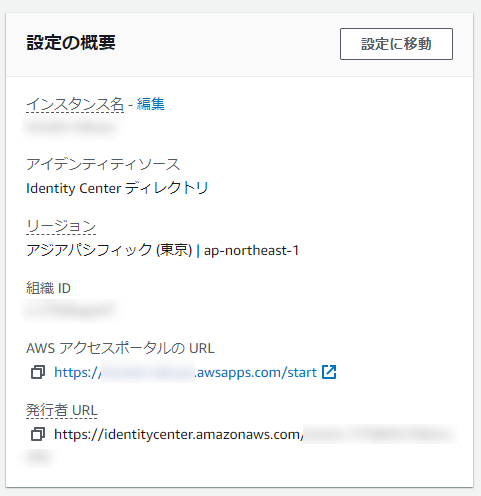 設定の概要
設定に移動
インスタンス名 - 編集
アイデンティティソース
Identity Center ディレクトリ
リージョン
アジアパシフィック (東京) | ap-northeast-1
組織 ID
AWS アクセスポータルの URL
https://
.awsapps.com/start
発行者 URL
https://identitycenter.amazonaws.com/